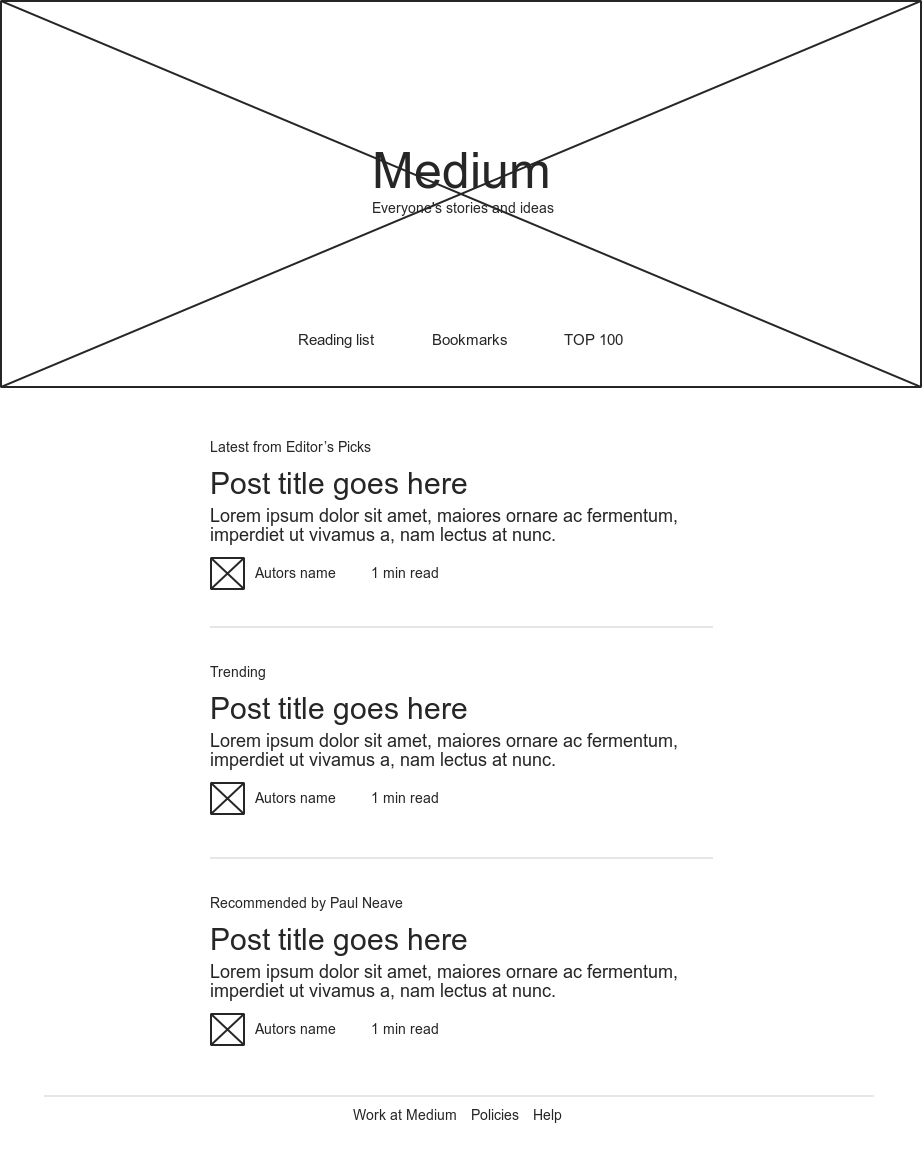 Medium
Everyone's stories and ideas
Reading list Bookmarks TOP 100
Latest from Editor’s Picks
Post title goes here
Lorem ipsum dolor sit amet, maiores ornare ac fermentum,
imperdiet ut vivamus a, nam lectus at nunc.
Autors name 1 min read
Trending
Post title goes here
Lorem ipsum dolor sit amet, maiores ornare ac fermentum,
imperdiet ut vivamus a, nam lectus at nunc.
Autors name 1 min read
Recommended by Paul Neave
Post title goes here
Lorem ipsum dolor sit amet, maiores ornare ac fermentum,
imperdiet ut vivamus a, nam lectus at nunc.
Autors name 1 min read
Work at Medium Policies Help